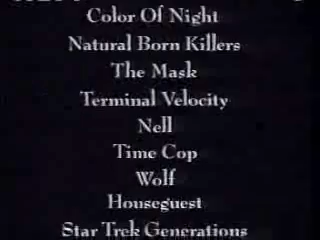 Color Of Night
Natural Born Killers
The Mask
Terminal Velocity
Nell
Time Cop
Wolf
Houseguest
Star Trek Generations